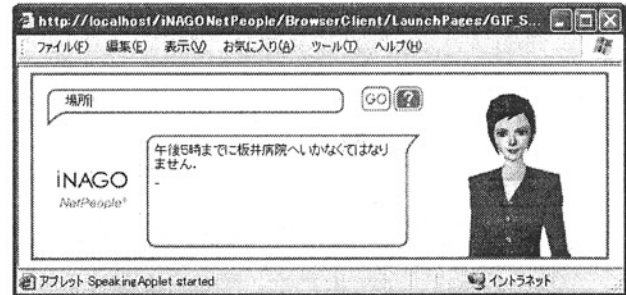 http://localhost/iNAGONetPeople/BrowserClient/LaunchPages/GIF_S...
ファイル(F) 編集(E) 表示(V) お気に入り(A) ツール(T) ヘルプ(H)
場所
GO ?
午後5時までに板井病院へいかなくてはなり
ません.
-
iNAGO
NetPeople®
アプレット SpeakingApplet started
イントラネット